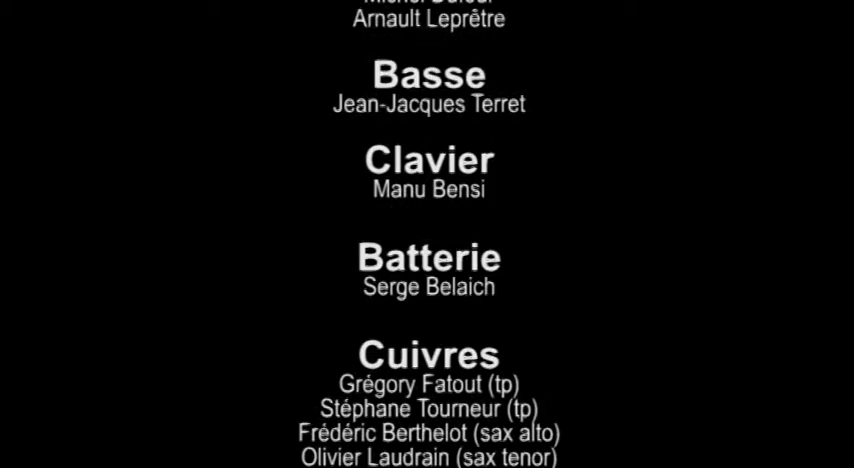 Arnault Leprêtre
Basse
Jean-Jacques Terret
Clavier
Manu Bensi
Batterie
Serge Belaich
Cuivres
Grégory Fatout (tp)
Stéphane Tourneur (tp)
Frédéric Berthelot (sax alto)
Olivier Laudrain (sax tenor)